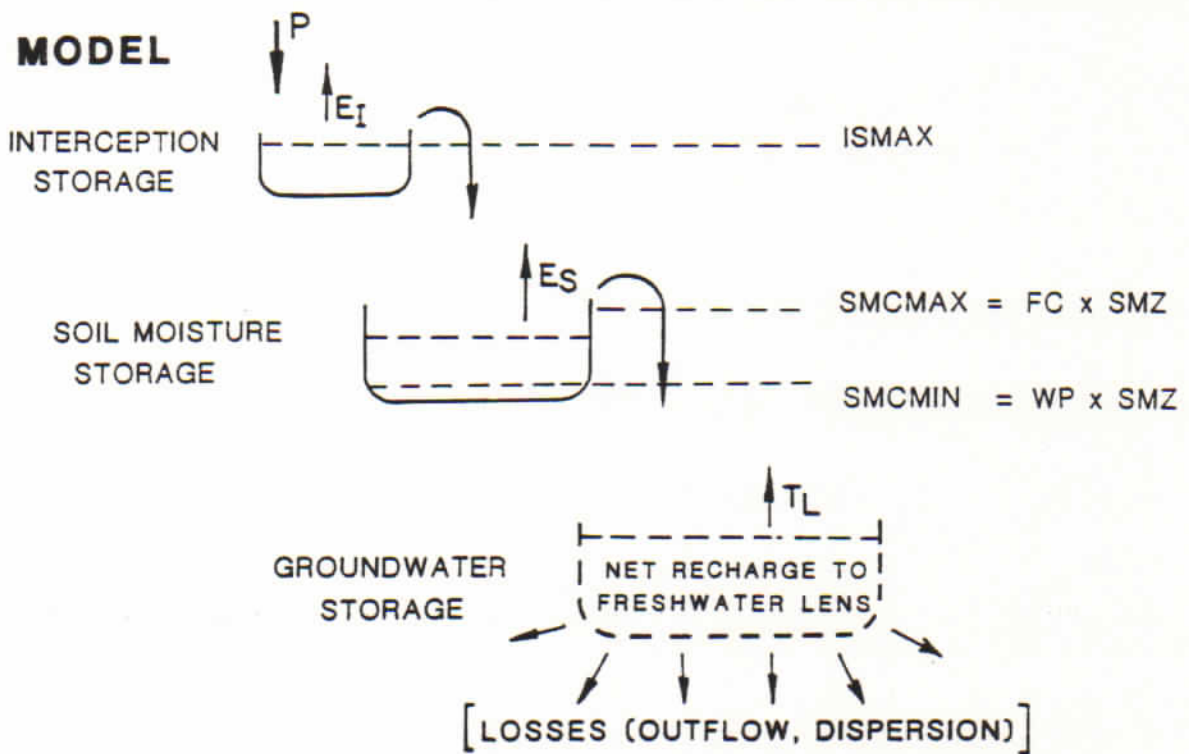 MODEL
P
E_I
INTERCEPTION
STORAGE
ISMAX
E_S
SOIL MOISTURE
STORAGE
SMCMAX = FC x SMZ
SMCMIN = WP x SMZ
T_L
GROUNDWATER
STORAGE
NET RECHARGE TO
FRESHWATER LENS
[LOSSES (OUTFLOW, DISPERSION)]